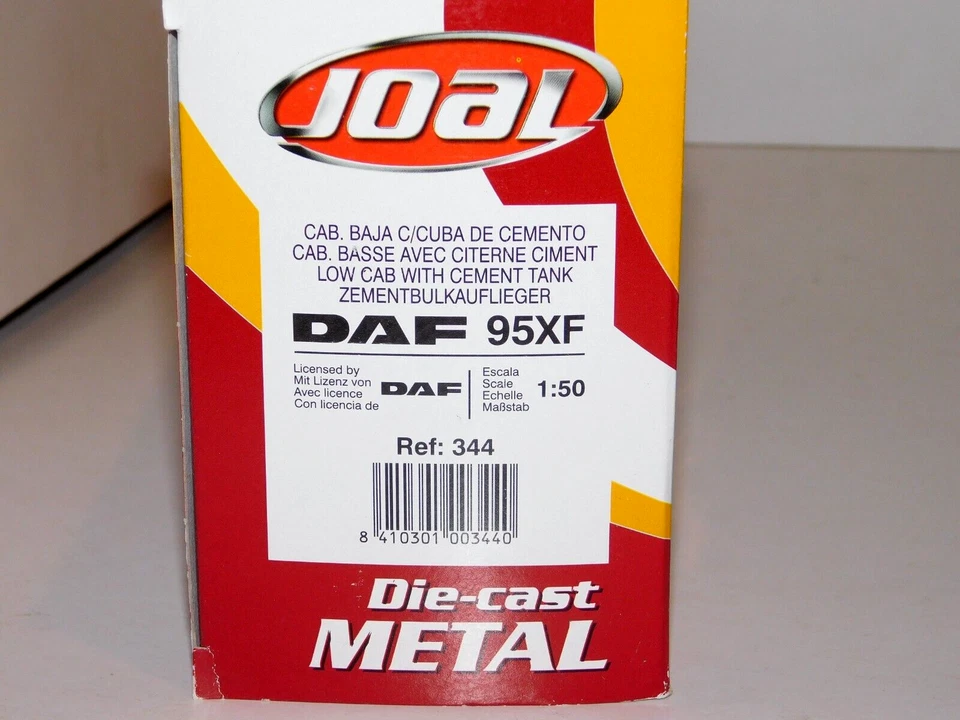 JOAL
CAB. BAJA C/CUBA DE CEMENTO
CAB. BASSE AVEC CITERNE CIMENT
LOW CAB WITH CEMENT TANK
ZEMENTBULKAUFLIEGER
DAF 95XF
Licensed by
Mit Lizenz von
Avec licence
Con licencia de
DAF
Escala
Scale
Echelle
Maßstab
1:50
Ref: 344
8 410301 003440
Die-cast
METAL